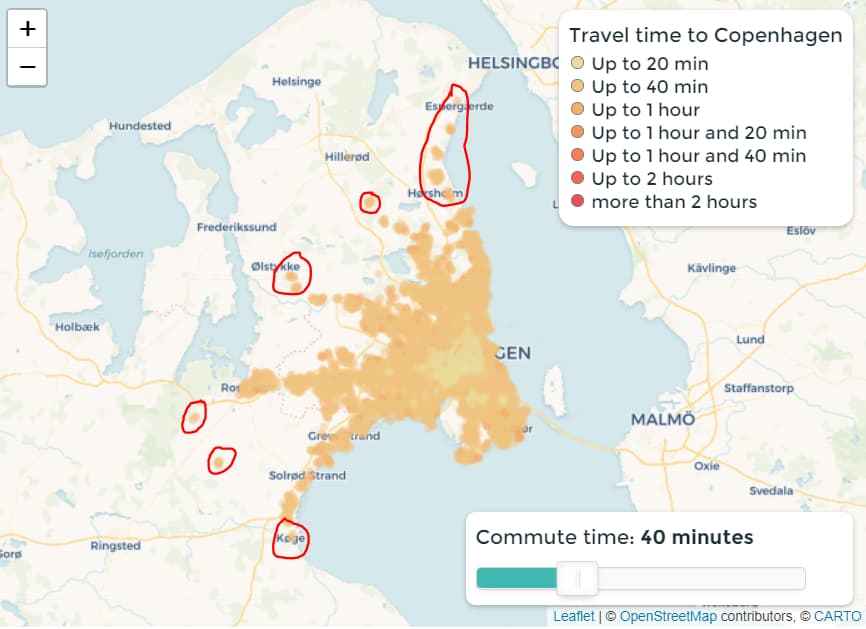 +
−
HELSINGBO
Travel time to Copenhagen
Up to 20 min
Up to 40 min
Up to 1 hour
Up to 1 hour and 20 min
Up to 1 hour and 40 min
Up to 2 hours
more than 2 hours
Helsinge
Espergærde
Hundested
Hillerød
Hørsholm
L
Frederikssund
Eslöv
Isefjorden
Ølstykke
Kävlinge
Holbæk
Lund
GEN
Ros
Staffanstorp
MALMÖ
Greve Strand
ør
Oxie
Solrød Strand
Svedala
Køge
Ringsted
Sorø
Commute time: 40 minutes
Leaflet | © OpenStreetMap contributors, © CARTO